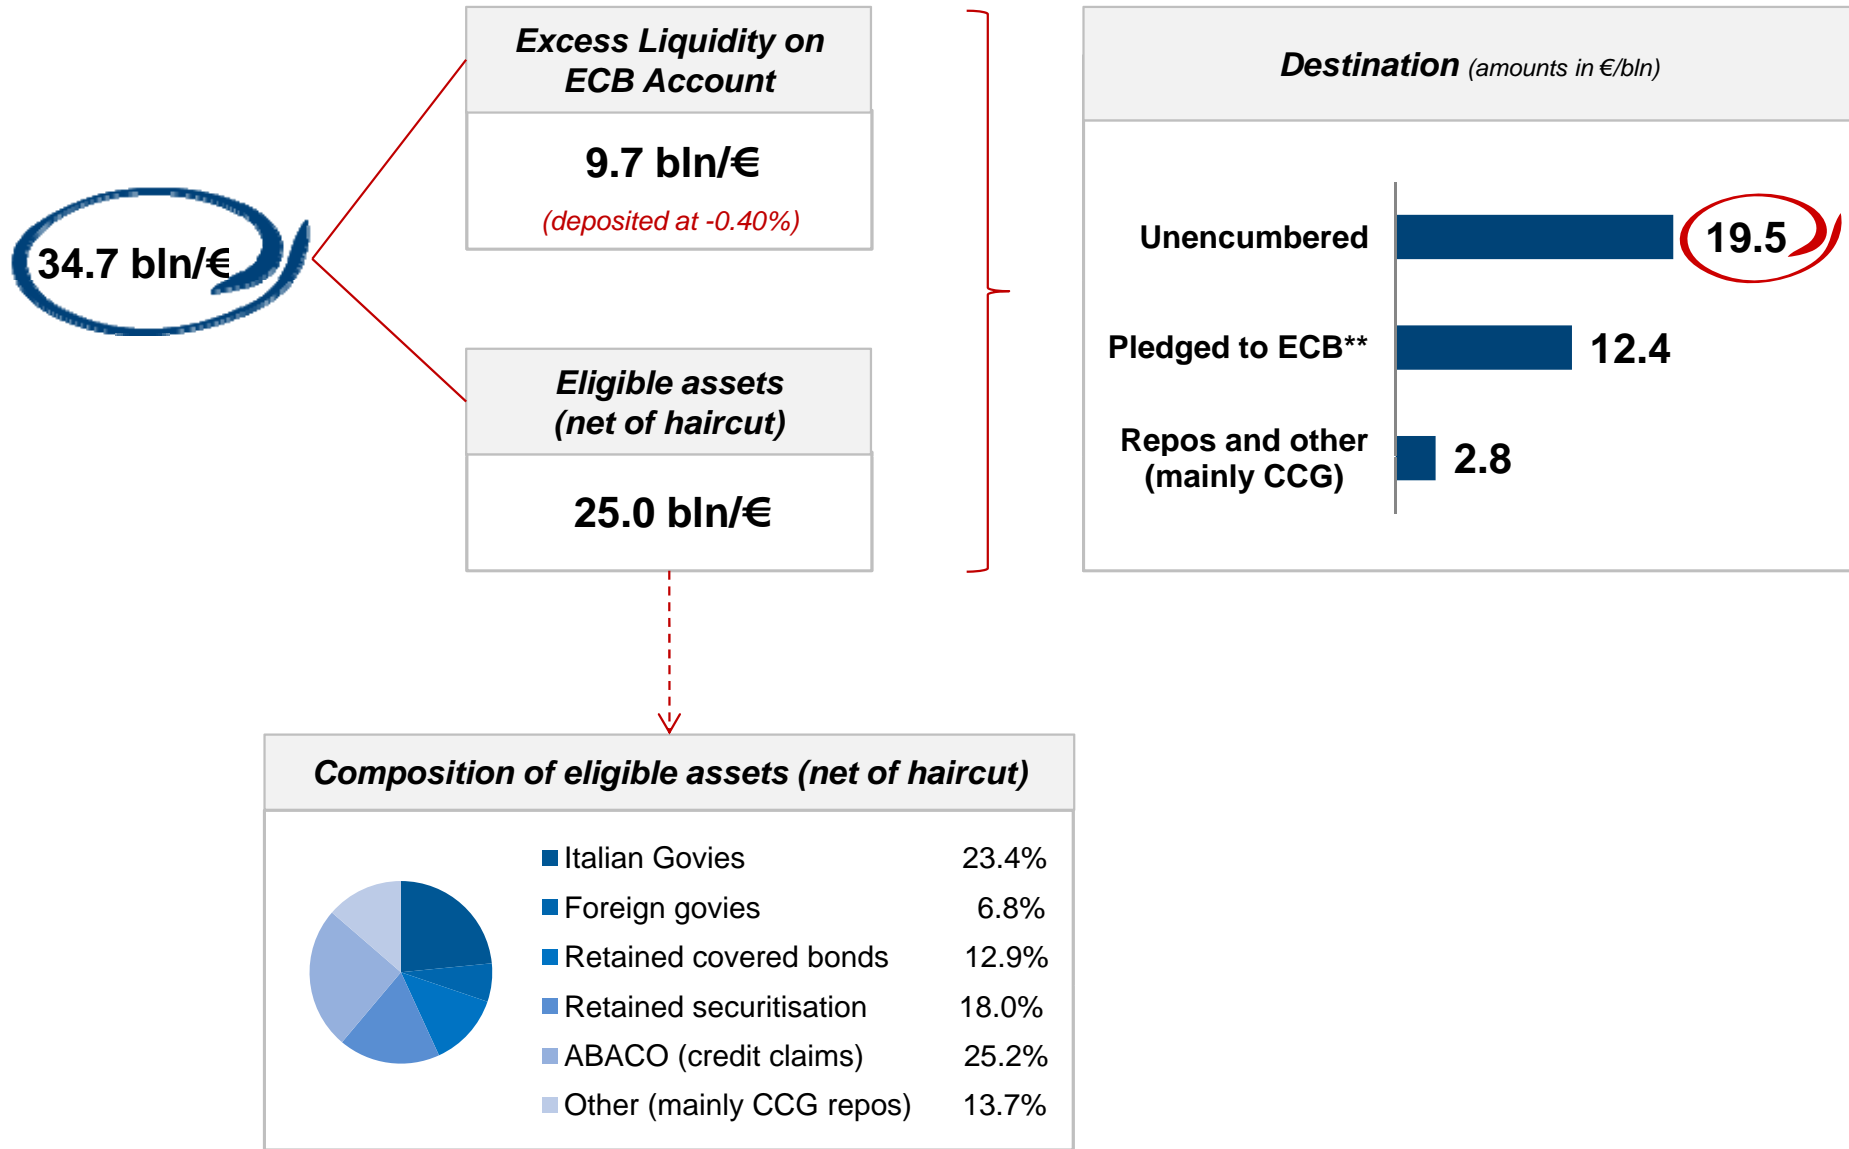 34.7 bln/€
Excess Liquidity on
ECB Account
9.7 bln/€
(deposited at -0.40%)
Eligible assets
(net of haircut)
25.0 bln/€
Destination (amounts in €/bln)
Unencumbered 19.5
Pledged to ECB** 12.4
Repos and other
(mainly CCG) 2.8
Composition of eligible assets (net of haircut)
Italian Govies 23.4%
Foreign govies 6.8%
Retained covered bonds 12.9%
Retained securitisation 18.0%
ABACO (credit claims) 25.2%
Other (mainly CCG repos) 13.7%